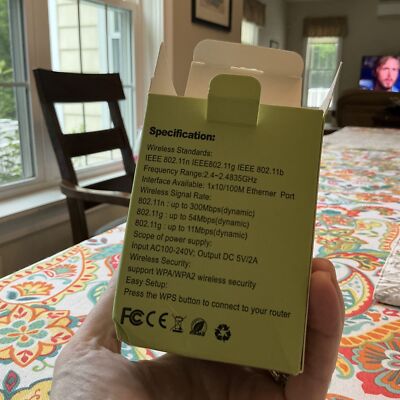 Specification:
Wireless Standards:
IEEE 802.11n IEEE802.11g IEEE 802.11b
Frequency Range:2.4~2.4835GHz
Interface Available: 1x10/100M Etherner Port
Wireless Signal Rate:
802.11n : up to 300Mbps(dynamic)
802.11g : up to 54Mbps(dynamic)
802.11g : up to 11Mbps(dynamic)
Scope of power supply:
Input AC100-240V; Output DC 5V/2A
Wireless Security:
support WPA/WPA2 wireless security
Easy Setup:
Press the WPS button to connect to your router
FC CE